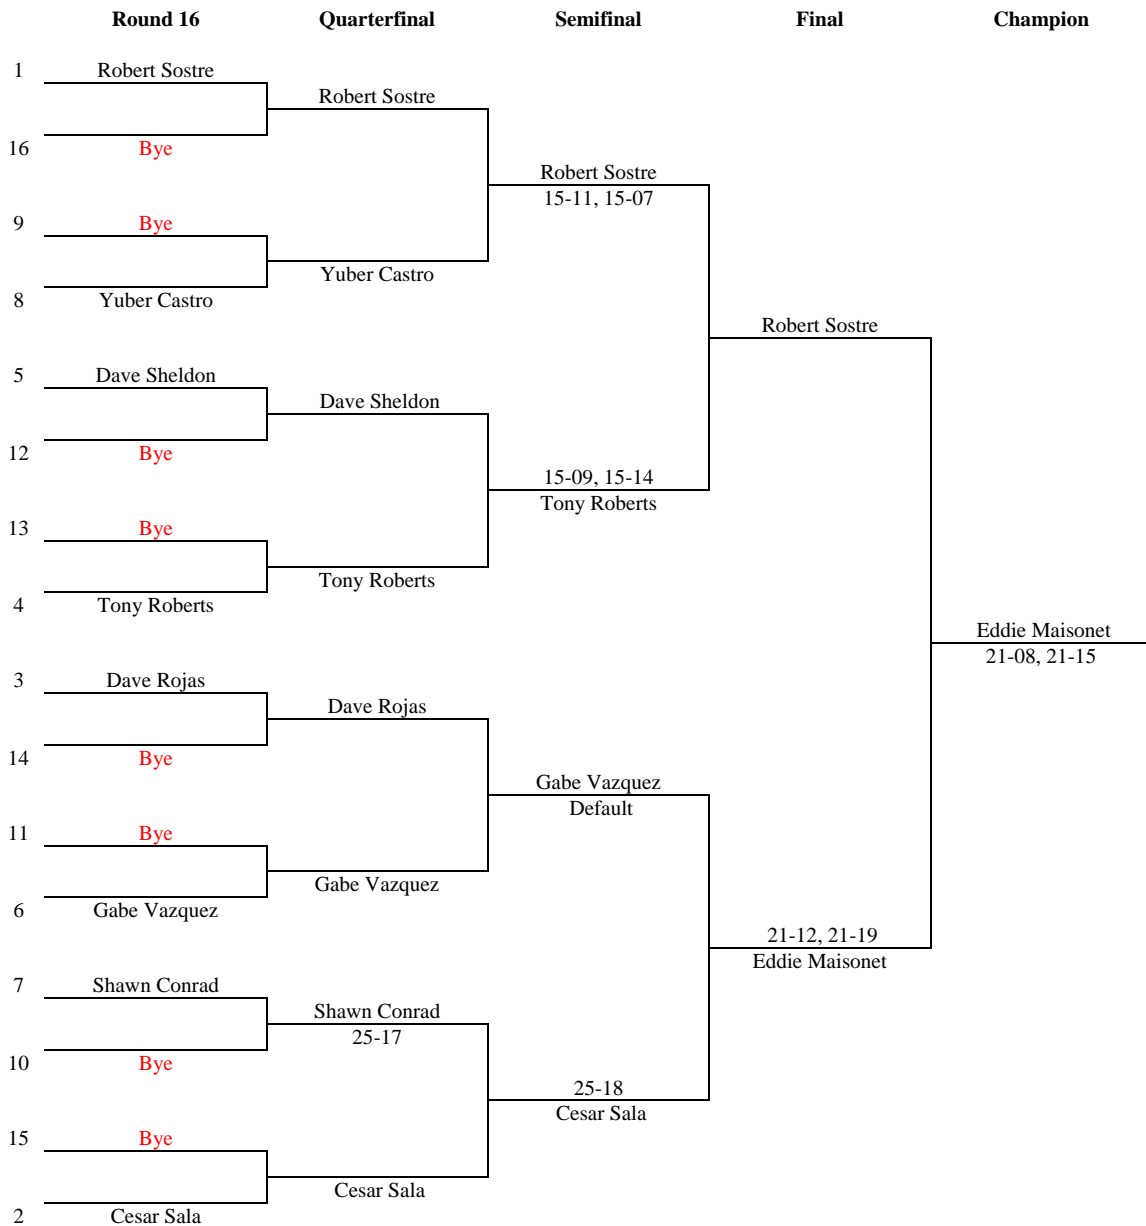 Round 16 Quarterfinal Semifinal Final Champion
1 Robert Sostre
Robert Sostre
16 Bye
Robert Sostre
15-11, 15-07
9 Bye
Yuber Castro
8 Yuber Castro
Robert Sostre
5 Dave Sheldon
Dave Sheldon
12 Bye
15-09, 15-14
Tony Roberts
13 Bye
Tony Roberts
4 Tony Roberts
Eddie Maisonet
21-08, 21-15
3 Dave Rojas
Dave Rojas
14 Bye
Gabe Vazquez
Default
11 Bye
Gabe Vazquez
6 Gabe Vazquez
21-12, 21-19
Eddie Maisonet
7 Shawn Conrad
Shawn Conrad
25-17
10 Bye
25-18
Cesar Sala
15 Bye
Cesar Sala
2 Cesar Sala